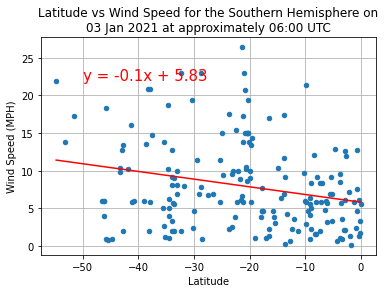 Latitude vs Wind Speed for the Southern Hemisphere on
03 Jan 2021 at approximately 06:00 UTC
25
20
15
10
5
0
Wind Speed (MPH)
y = -0.1x + 5.83
−50
−40
−30
−20
−10
0
Latitude